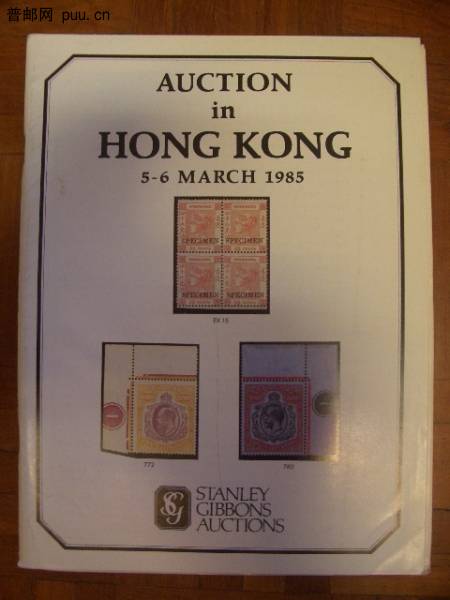 普邮网 puu.cn
AUCTION
in
HONG KONG
5-6 MARCH 1985
SPECIMEN SPECIMEN
SPECIMEN SPECIMEN
772
SG STANLEY
GIBBONS
AUCTIONS